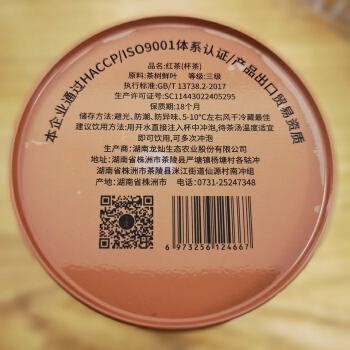 本企业通过HACCP/ISO9001体系认证/产品出口贸易资质
品名:红茶(杯茶)
原料:茶树鲜叶 等级:三级
执行标准:GB/T 13738.2-2017
生产许可证号:SC11443022405295
保质期:18个月
储存方法:避光、防潮、防异味、5-10℃左右风干冷藏最佳
建议饮用方法:用开水直接注入杯中冲泡,待茶汤温度适宜
即可饮用,可多次冲泡
生产商:湖南龙灿生态农业股份有限公司
地址:湖南省株洲市茶陵县严塘镇杨塘村各轱冲
湖南省株洲市茶陵县洣江街道仙源村南冲组
产地:湖南省株洲市 电话:0731-25247348
6 973256 124667